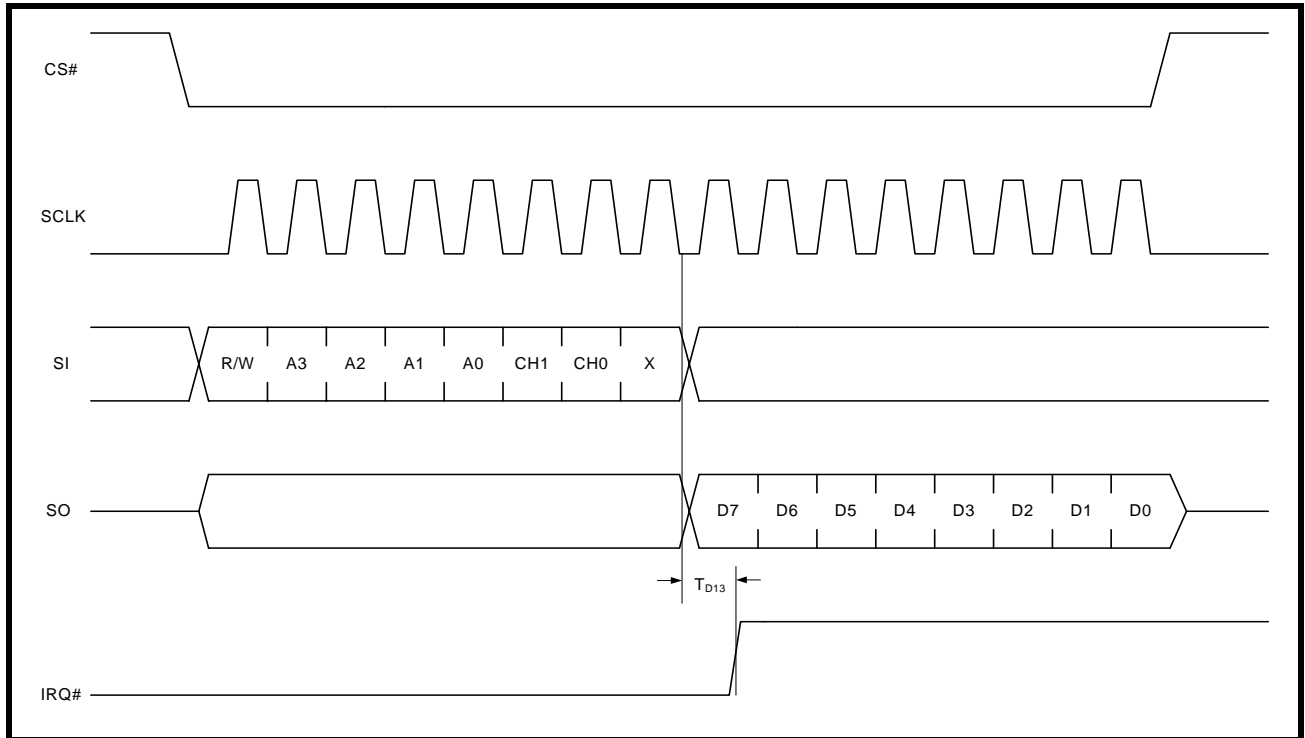 CS#
SCLK
SI
R/W A3 A2 A1 A0 CH1 CH0 X
SO
D7 D6 D5 D4 D3 D2 D1 D0
TD13
IRQ#